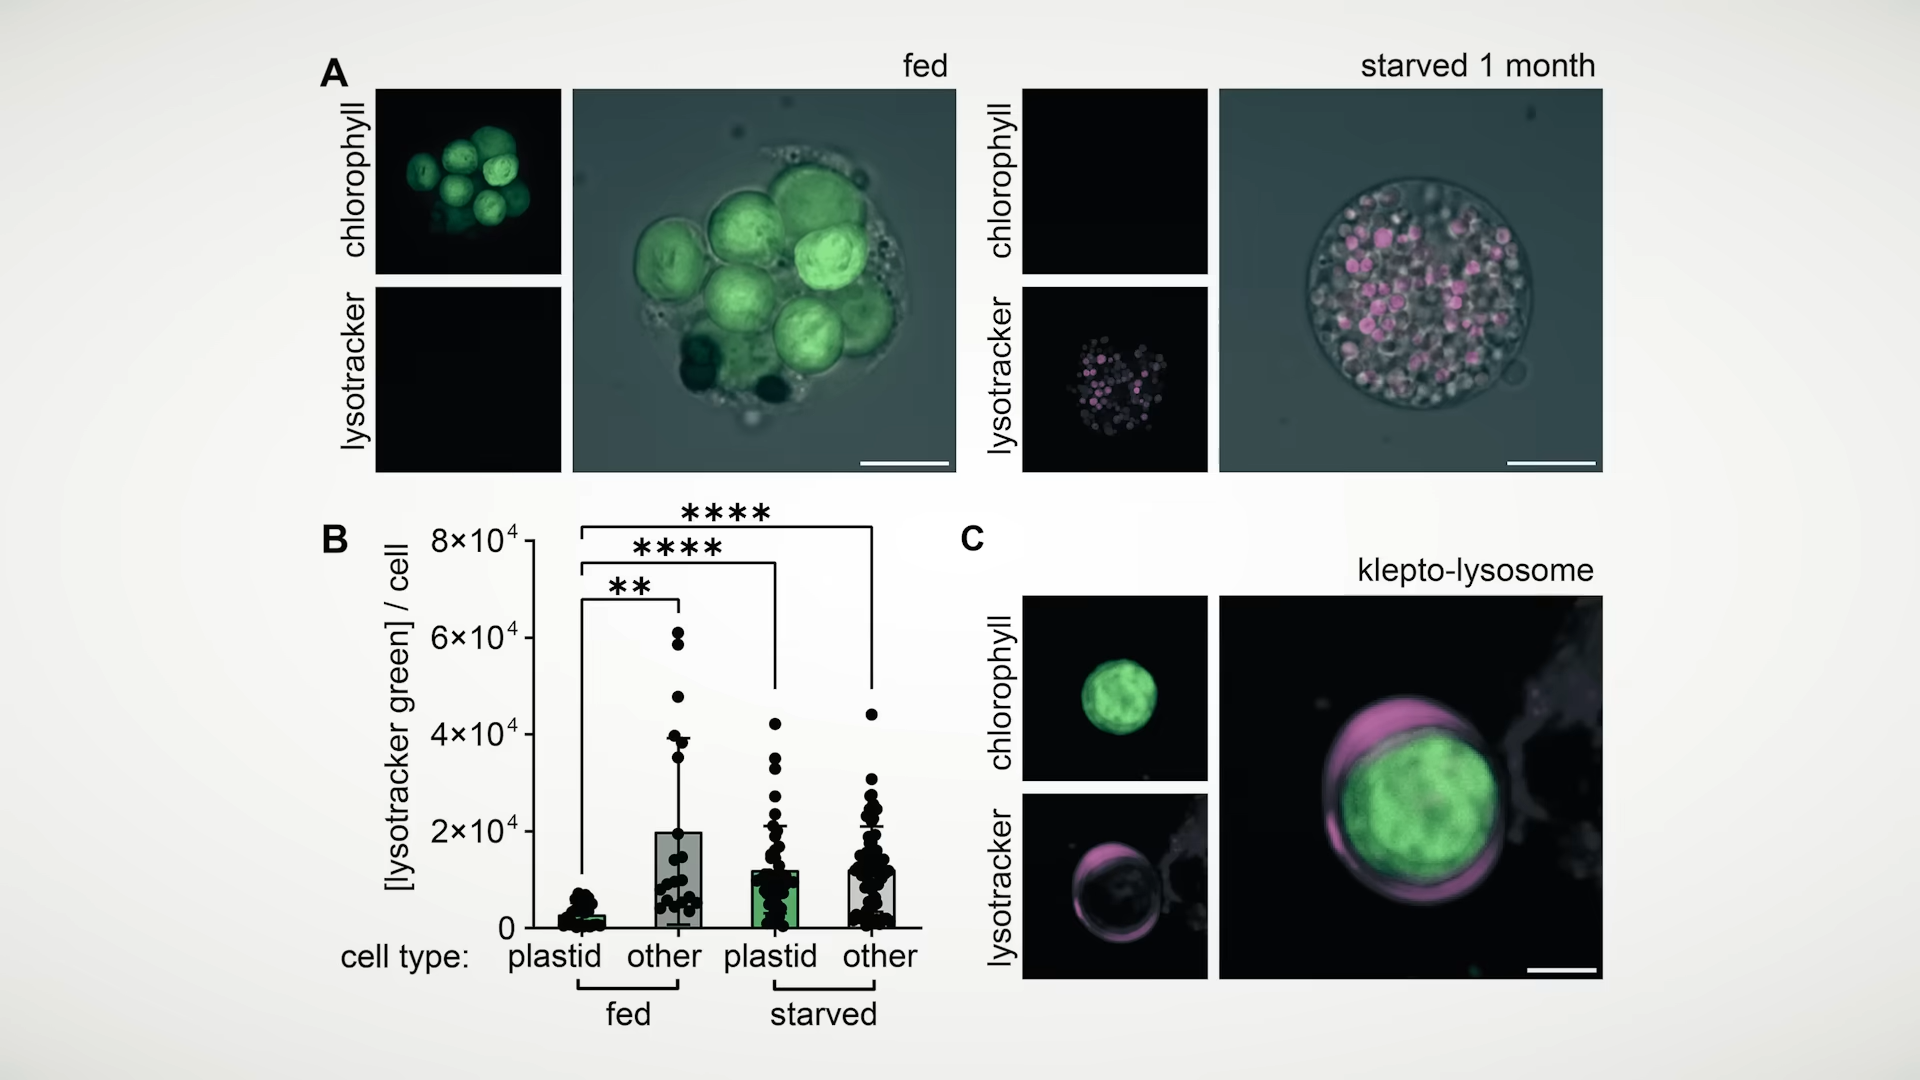 A
fed
starved 1 month
chlorophyll
lysotracker
chlorophyll
lysotracker
B
[lysotracker green] / cell
8×10⁴
6×10⁴
4×10⁴
2×10⁴
0
****
****
**
cell type: plastid other plastid other
fed starved
C
klepto-lysosome
chlorophyll
lysotracker